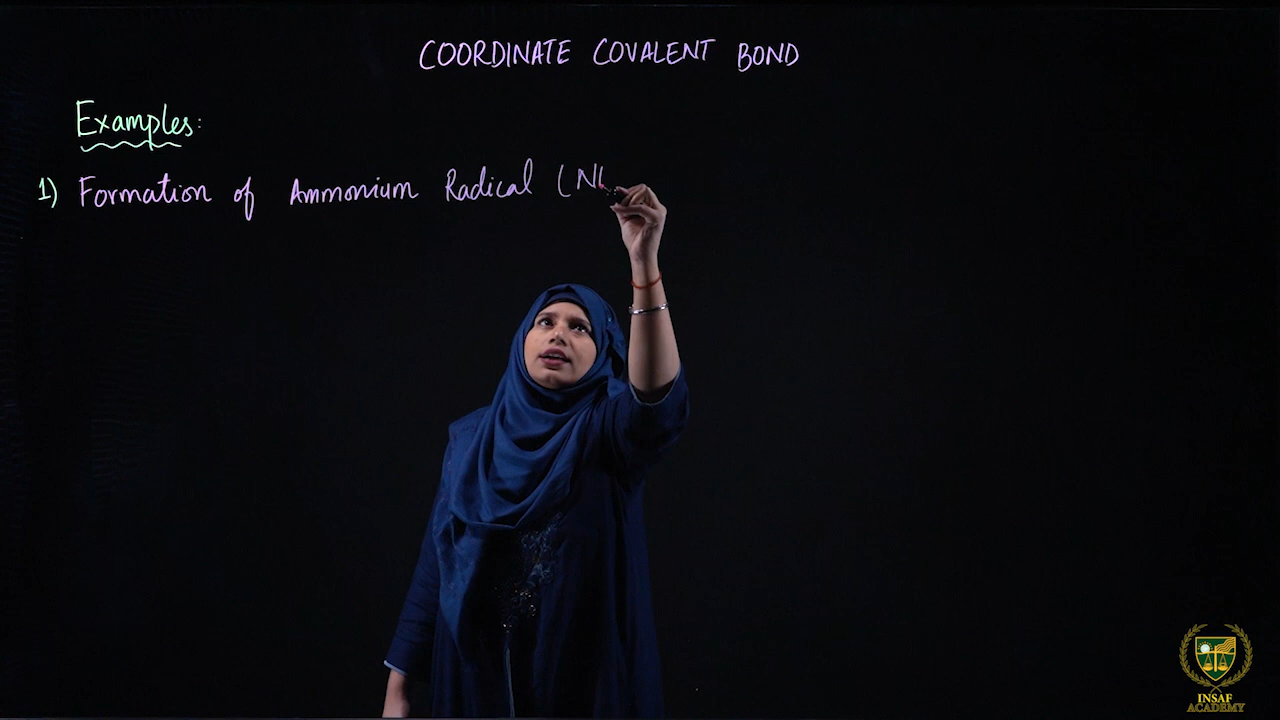 COORDINATE COVALENT BOND
Examples:
1) Formation of Ammonium Radical (N
INSAF
ACADEMY